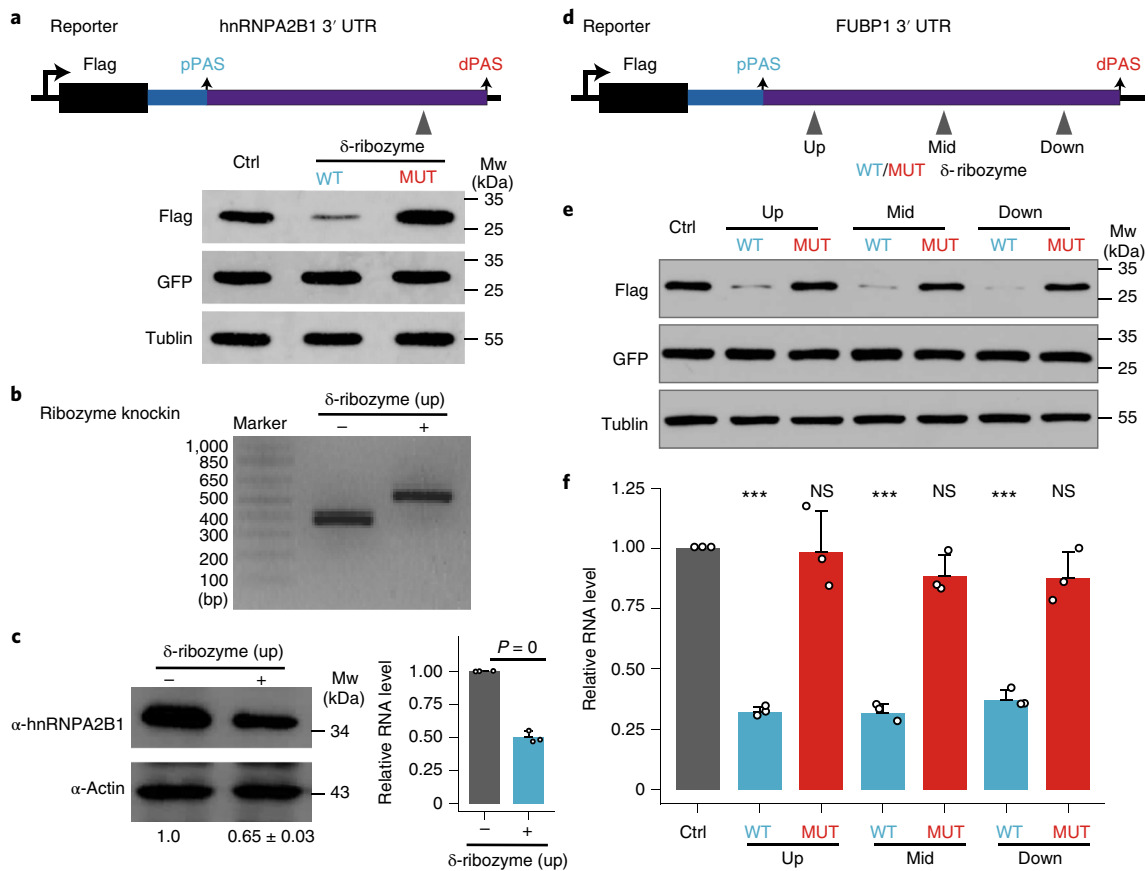 a
Reporter hnRNPA2B1 3′ UTR
Flag pPAS dPAS
δ-ribozyme
Ctrl WT MUT Mw (kDa)
Flag 35 25
GFP 35 25
Tublin 55
b
δ-ribozyme (up)
Ribozyme knockin Marker – +
1,000
850
650
500
400
300
200
100
(bp)
c
δ-ribozyme (up)
– + Mw (kDa)
α-hnRNPA2B1 34
α-Actin 43
1.0 0.65 ± 0.03
P = 0
Relative RNA level
1.00
0.75
0.50
0.25
0
– +
δ-ribozyme (up)
d
Reporter FUBP1 3′ UTR
Flag pPAS dPAS
Up Mid Down
WT/MUT δ-ribozyme
e
Ctrl Up Mid Down
WT MUT WT MUT WT MUT Mw (kDa)
Flag 35 25
GFP 35 25
Tublin 55
f
*** NS *** NS *** NS
Relative RNA level
1.25
1.00
0.75
0.50
0.25
0
Ctrl WT MUT WT MUT WT MUT
Up Mid Down